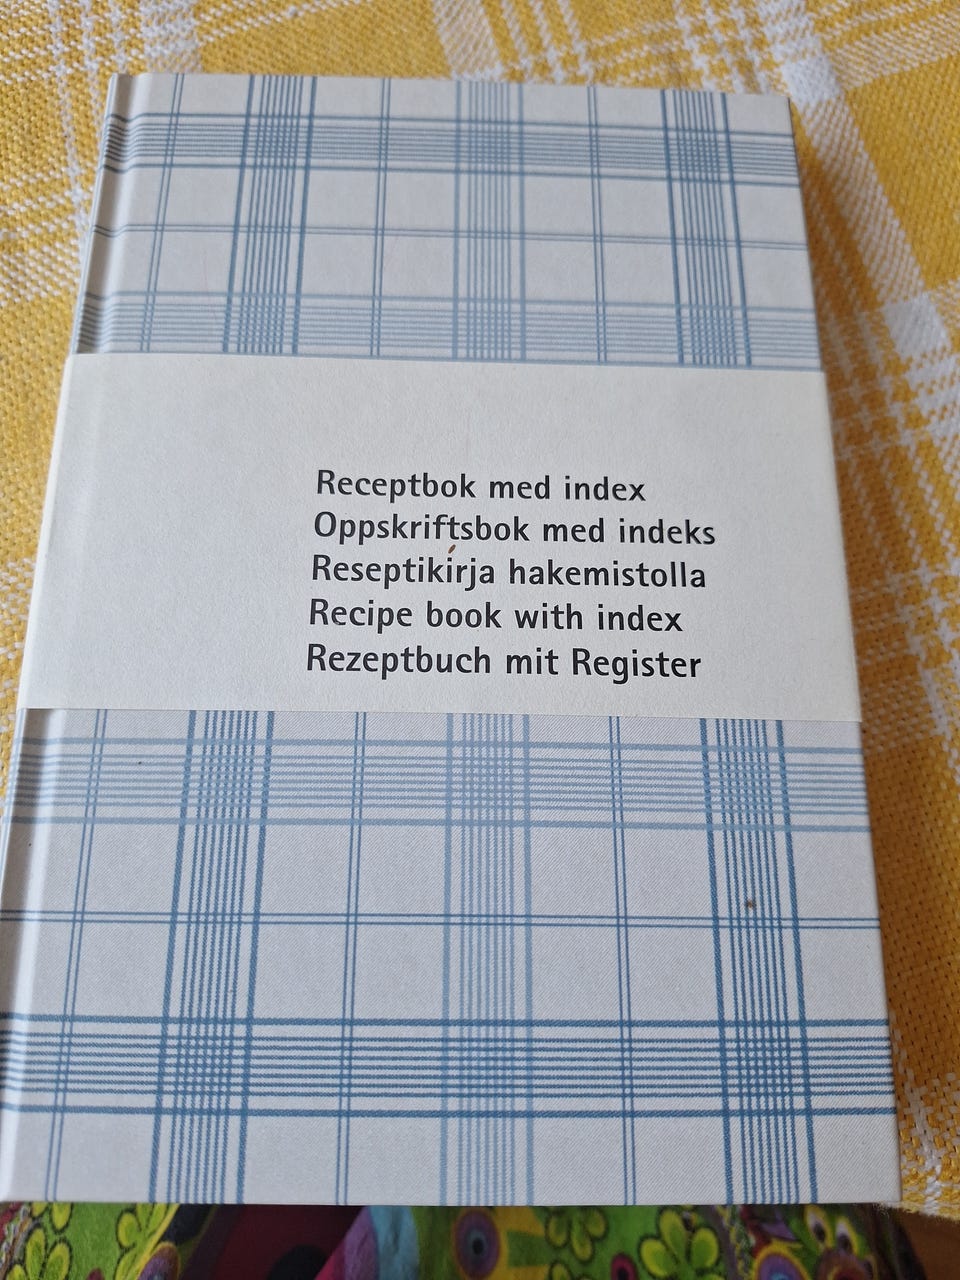 Receptbok med index
Oppskriftsbok med indeks
Reseptikirja hakemistolla
Recipe book with index
Rezeptbuch mit Register